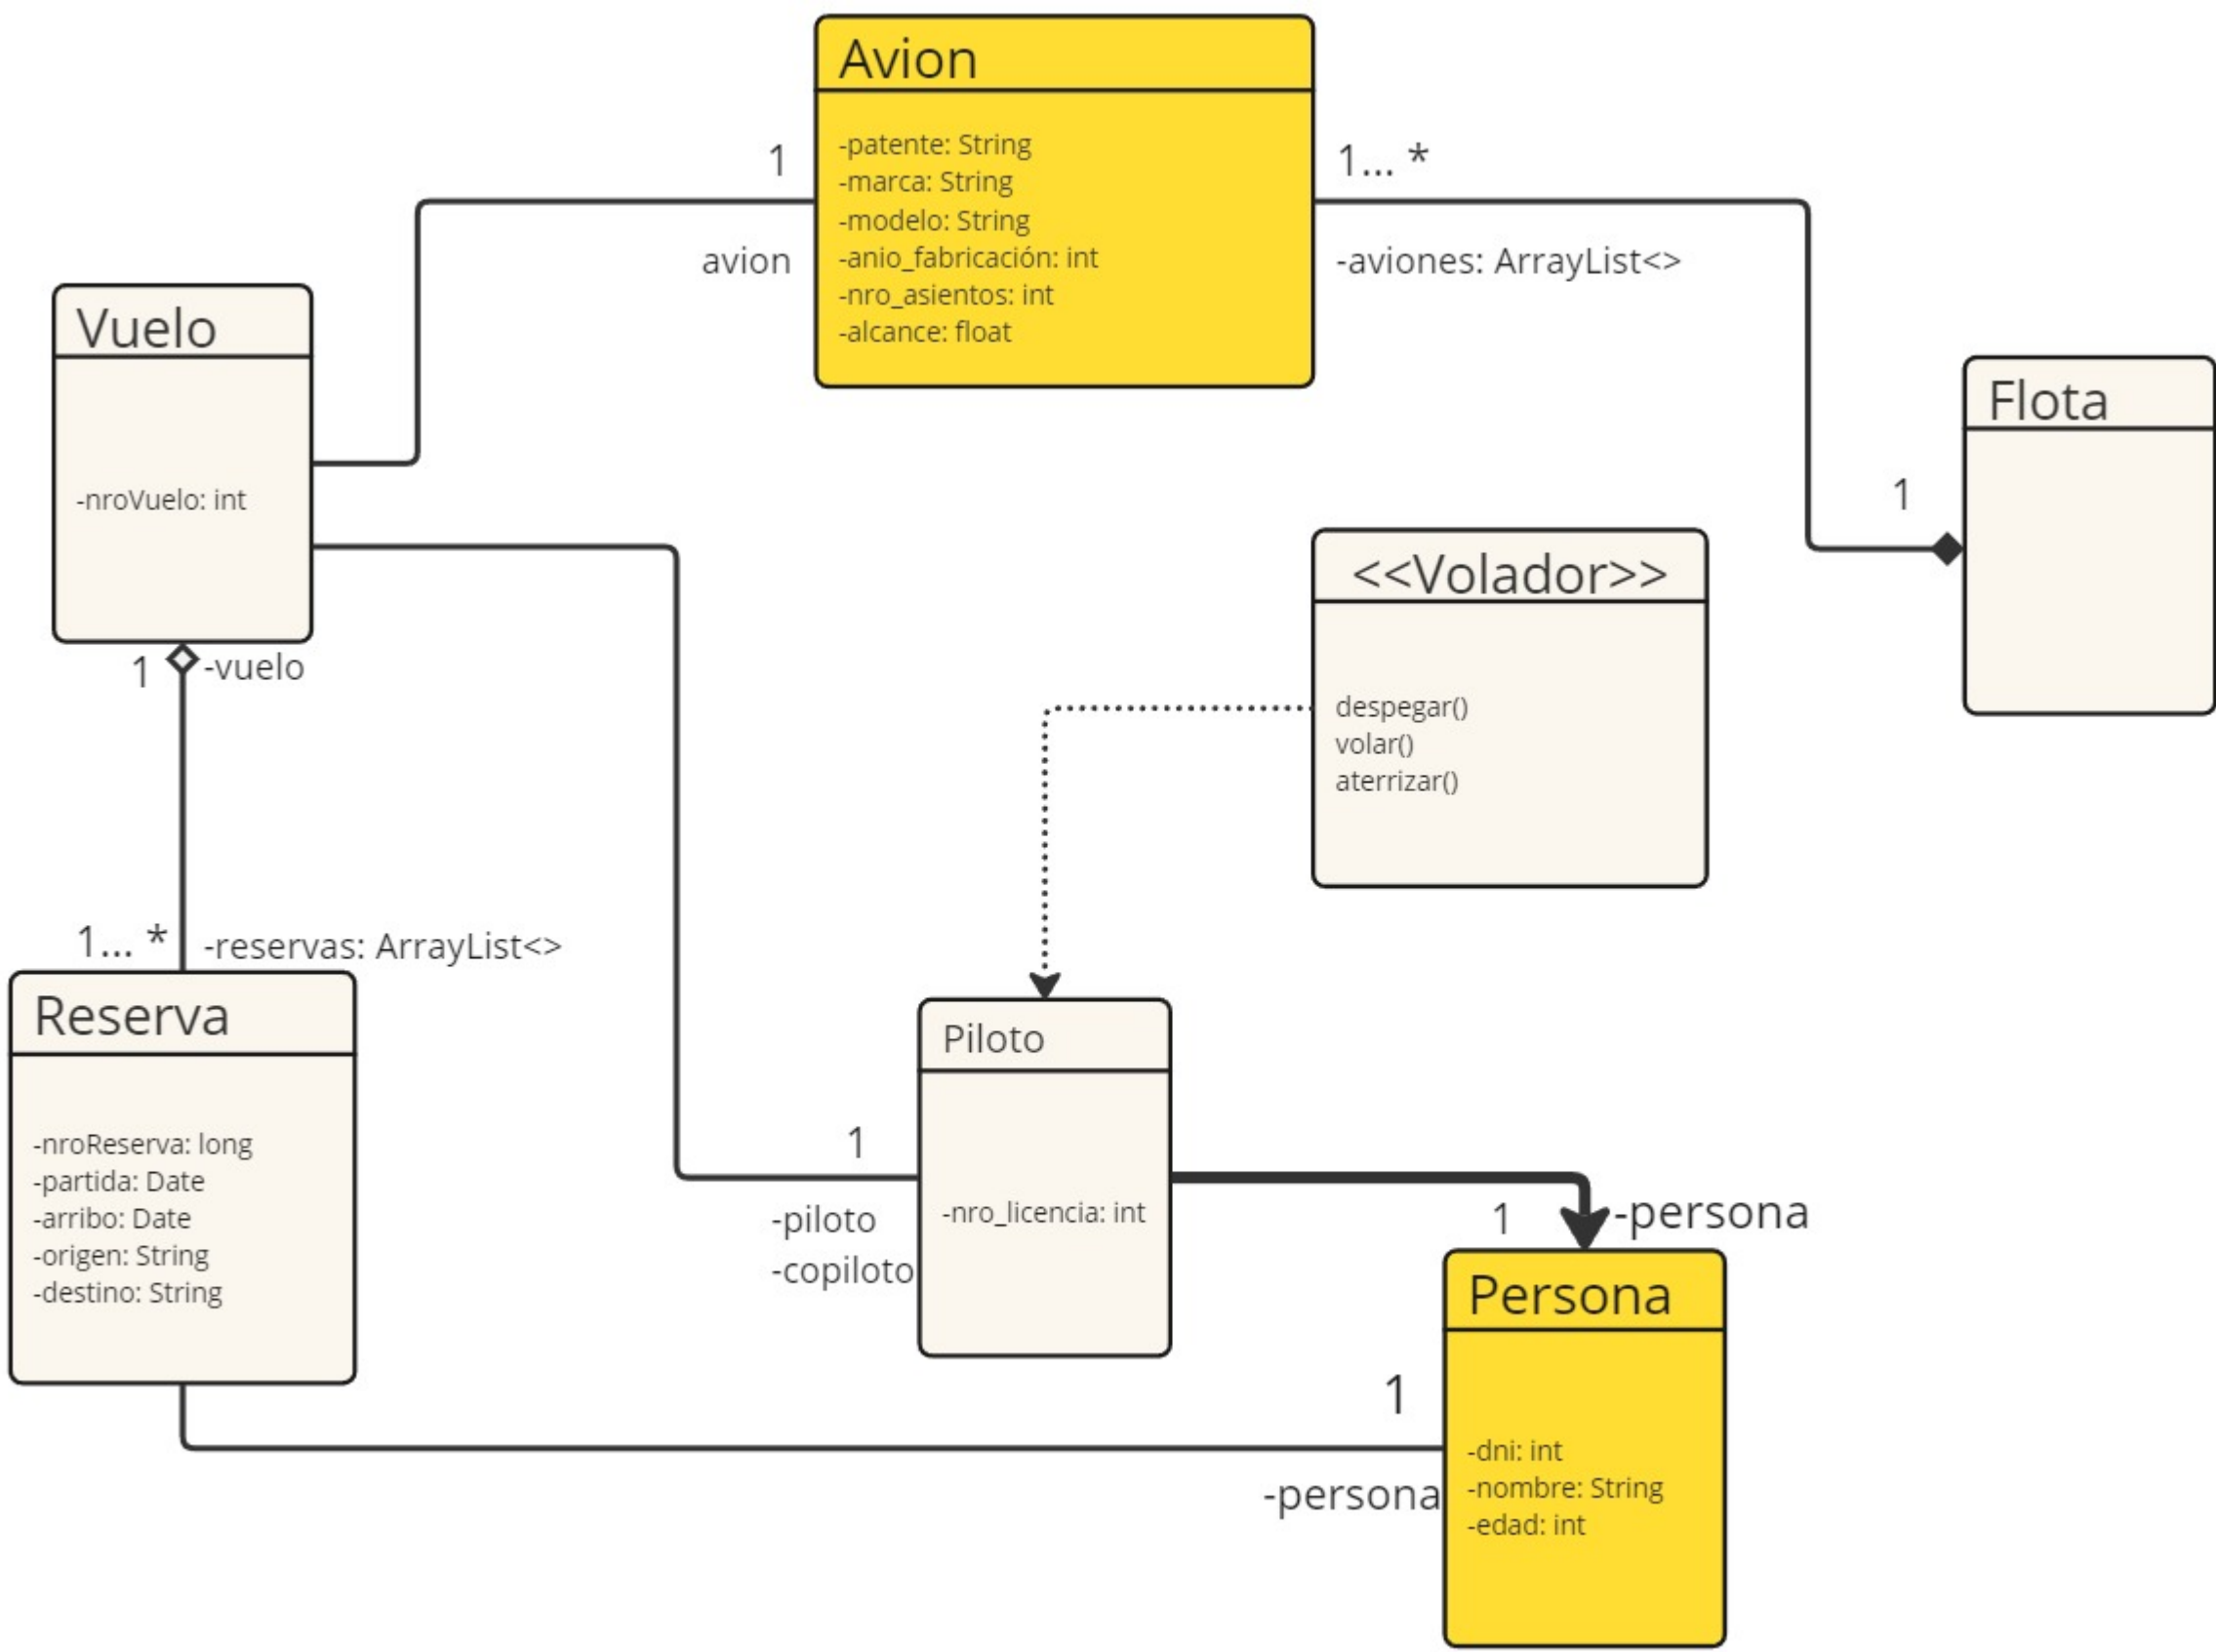 Avion
-patente: String
-marca: String
-modelo: String
-anio_fabricación: int
-nro_asientos: int
-alcance: float
1
avion
1... *
-aviones: ArrayList<>
Vuelo
-nroVuelo: int
Flota
1
<<Volador>>
despegar()
volar()
aterrizar()
1
-vuelo
1... *
-reservas: ArrayList<>
Reserva
-nroReserva: long
-partida: Date
-arribo: Date
-origen: String
-destino: String
Piloto
-nro_licencia: int
1
-piloto
-copiloto
1
-persona
Persona
-dni: int
-nombre: String
-edad: int
1
-persona